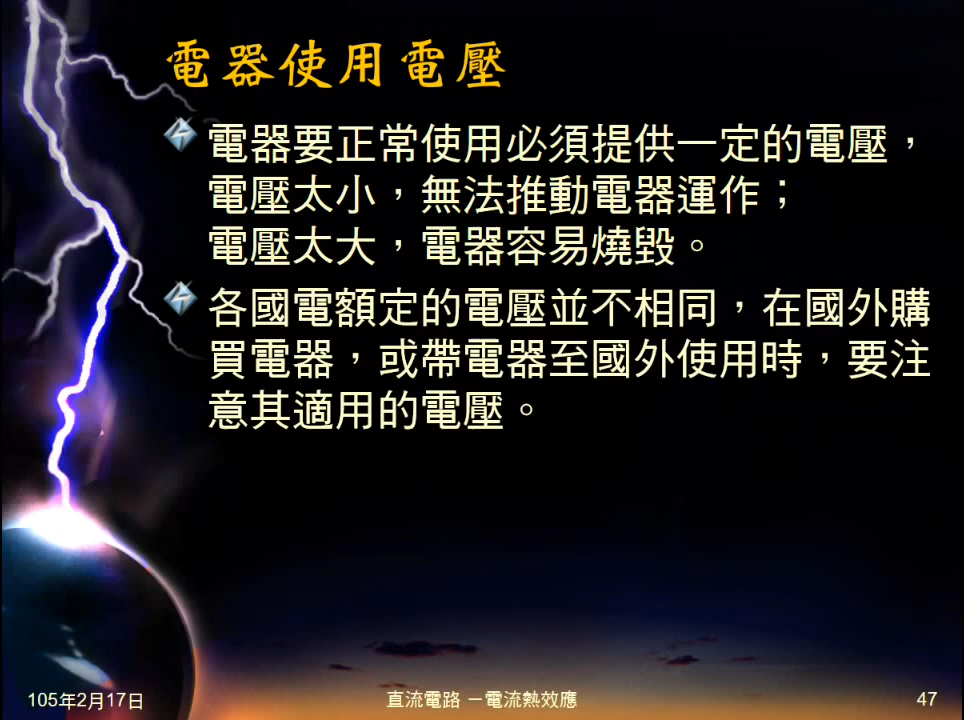 電器使用電壓
電器要正常使用必須提供一定的電壓，
電壓太小，無法推動電器運作；
電壓太大，電器容易燒毀。
各國電額定的電壓並不相同，在國外購
買電器，或帶電器至國外使用時，要注
意其適用的電壓。
105年2月17日
直流電路 －電流熱效應
47